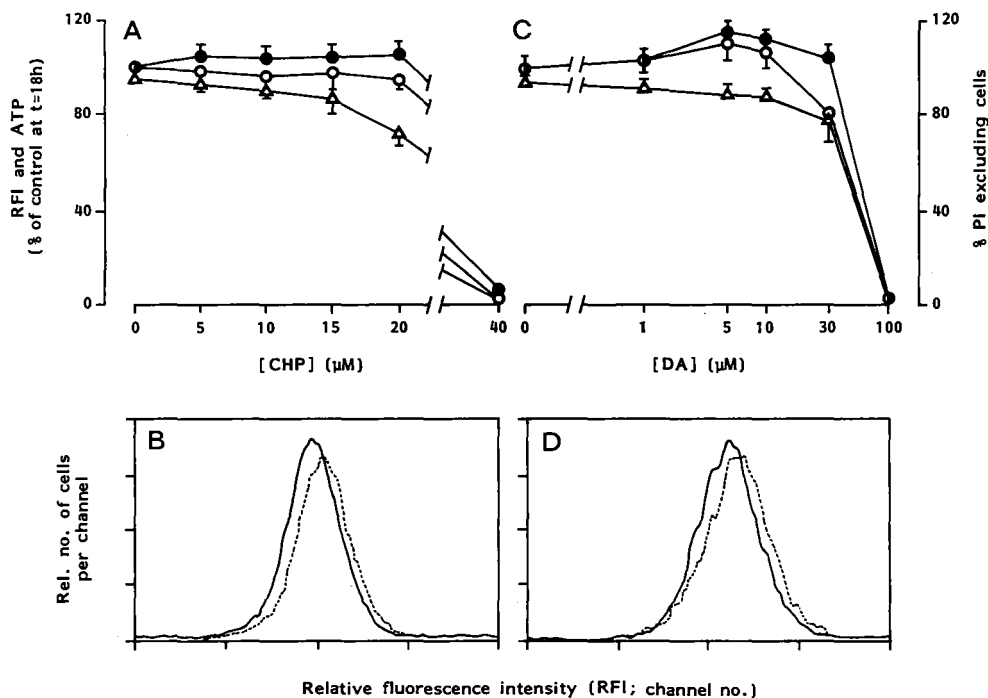 A
C
120
80
40
0
RFI and ATP
(% of control at t=18h)
0 5 10 15 20 40
[CHP] (μM)
0 1 5 10 30 100
[DA] (μM)
120
80
40
0
% PI excluding cells
B
D
Rel. no. of cells
per channel
Relative fluorescence intensity (RFI; channel no.)